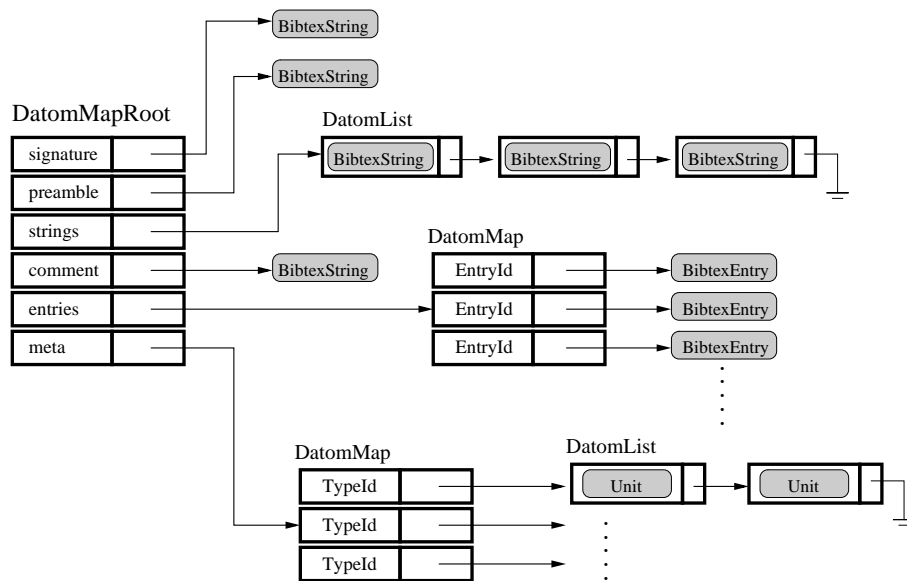 BibtexString
BibtexString
DatomMapRoot
signature
preamble
strings
comment
entries
meta
DatomList
BibtexString BibtexString BibtexString
BibtexString
DatomMap
EntryId BibtexEntry
EntryId BibtexEntry
EntryId BibtexEntry
DatomMap
TypeId
TypeId
TypeId
DatomList
Unit Unit